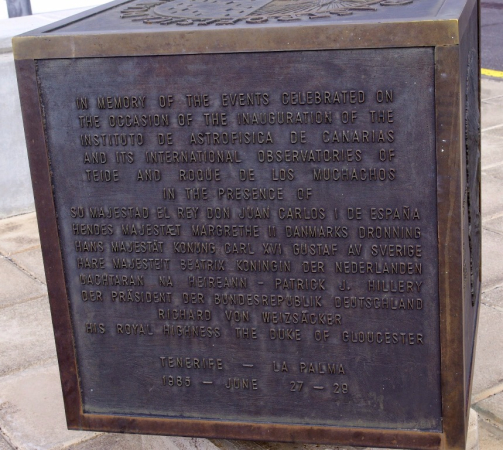 IN MEMORY OF THE EVENTS CELEBRATED ON
THE OCCASION OF THE INAUGURATION OF THE
INSTITUTO DE ASTROFISICA DE CANARIAS
AND ITS INTERNATIONAL OBSERVATORIES OF
TEIDE AND ROQUE DE LOS MUCHACHOS
IN THE PRESENCE OF
SU MAJESTAD EL REY DON JUAN CARLOS I DE ESPAÑA
HENDES MAJESTÆT MARGRETHE II DANMARKS DRONNING
HANS MAJESTÄT KONUNG CARL XVI GUSTAF AV SVERIGE
HARE MAJESTEIT BEATRIX KONINGIN DER NEDERLANDEN
UACHTARAN NA HEIREANN - PATRICK J. HILLERY
DER PRÄSIDENT DER BUNDESREPUBLIK DEUTSCHLAND
RICHARD VON WEIZSÄCKER
HIS ROYAL HIGHNESS THE DUKE OF GLOUCESTER
TENERIFE — LA PALMA
1985 — JUNE 27 - 29